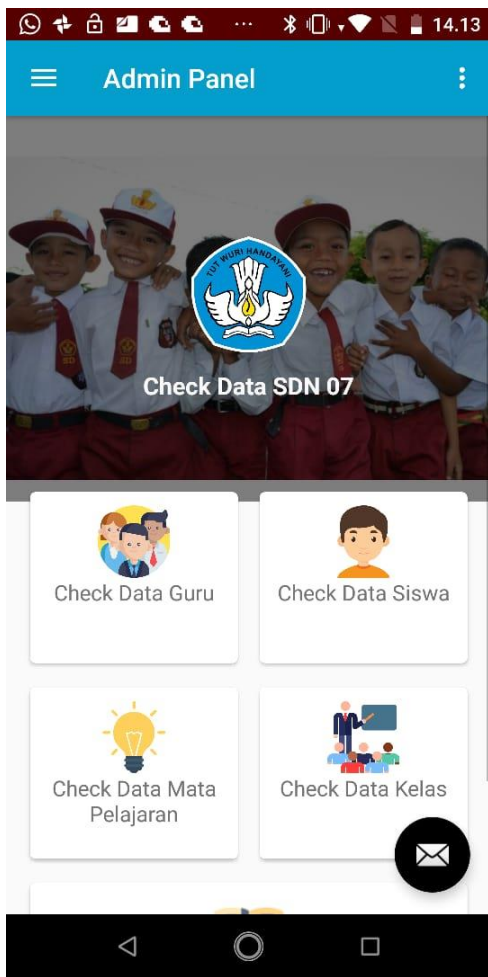 14.13
Admin Panel
TUT WURI HANDAYANI
Check Data SDN 07
Check Data Guru
Check Data Siswa
Check Data Mata
Pelajaran
Check Data Kelas